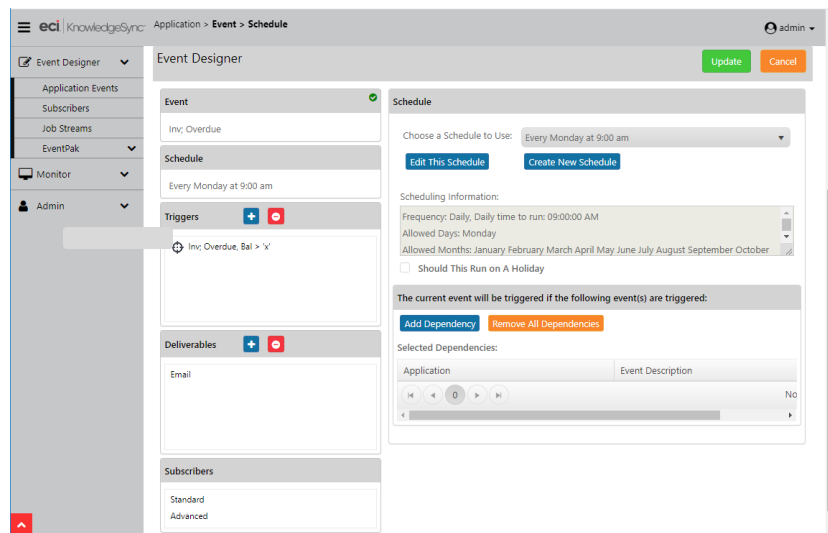 eci KnowledgeSync
Application > Event > Schedule
admin
Event Designer
Application Events
Subscribers
Job Streams
EventPak
Monitor
Admin
Event Designer
Update
Cancel
Event
Inv; Overdue
Schedule
Every Monday at 9:00 am
Triggers
Inv; Overdue, Bal > 'x'
Deliverables
Email
Subscribers
Standard
Advanced
Schedule
Choose a Schedule to Use:
Every Monday at 9:00 am
Edit This Schedule
Create New Schedule
Scheduling Information:
Frequency: Daily, Daily time to run: 09:00:00 AM
Allowed Days: Monday
Allowed Months: January February March April May June July August September October
Should This Run on A Holiday
The current event will be triggered if the following event(s) are triggered:
Add Dependency
Remove All Dependencies
Selected Dependencies:
Application
Event Description
0
No